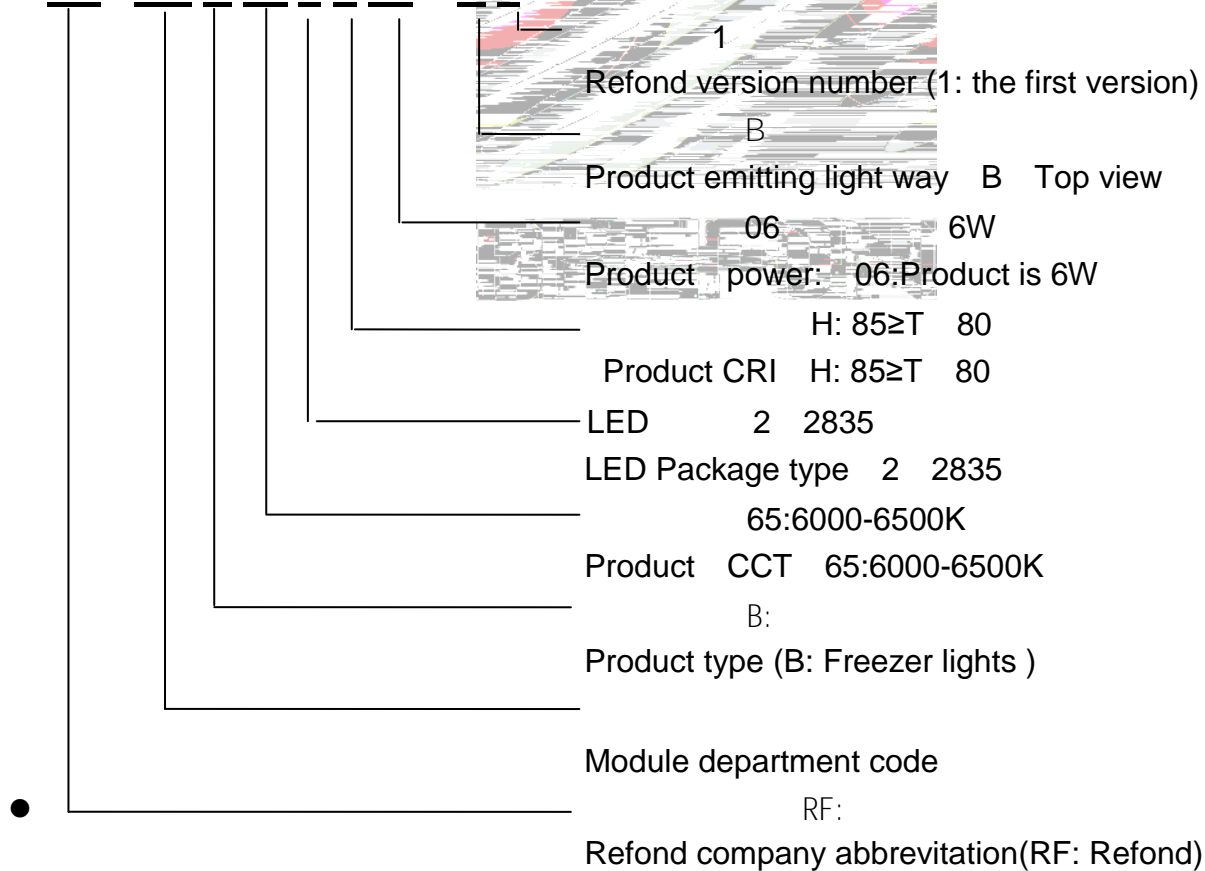 1
Refond version number (1: the first version)
B
Product emitting light way B Top view
06 6W
Product power: 06:Product is 6W
H: 85≥T 80
Product CRI H: 85≥T 80
LED 2 2835
LED Package type 2 2835
65:6000-6500K
Product CCT 65:6000-6500K
B:
Product type (B: Freezer lights )
Module department code
RF:
Refond company abbrevitation(RF: Refond)